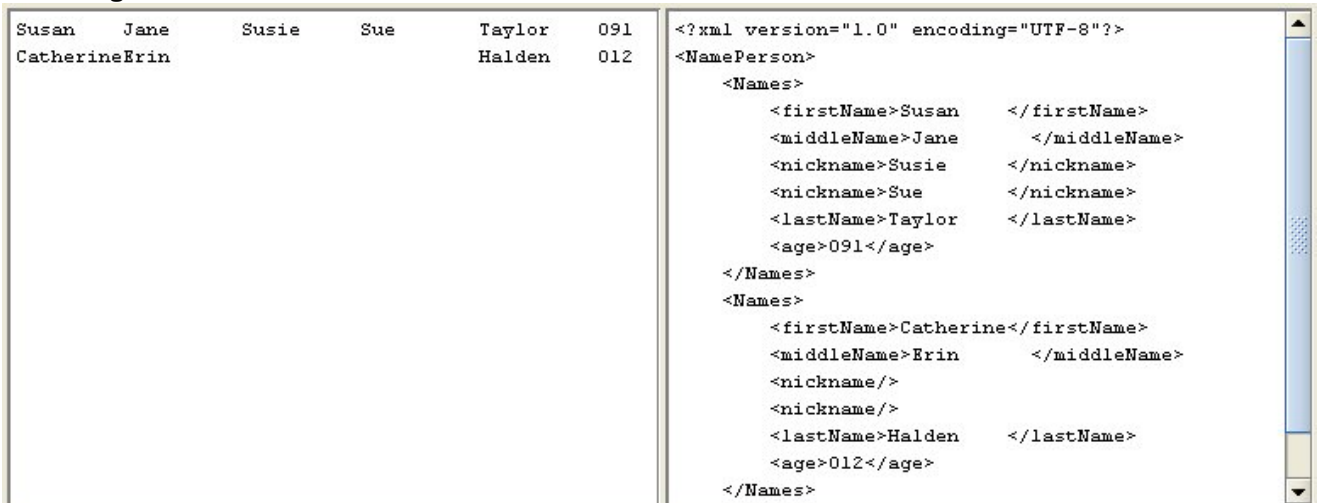 Susan    Jane      Susie    Sue        Taylor    091
CatherineErin                          Halden    012
<?xml version="1.0" encoding="UTF-8"?>
<NamePerson>
    <Names>
        <firstName>Susan    </firstName>
        <middleName>Jane      </middleName>
        <nickname>Susie     </nickname>
        <nickname>Sue       </nickname>
        <lastName>Taylor    </lastName>
        <age>091</age>
    </Names>
    <Names>
        <firstName>Catherine</firstName>
        <middleName>Erin      </middleName>
        <nickname/>
        <nickname/>
        <lastName>Halden    </lastName>
        <age>012</age>
    </Names>